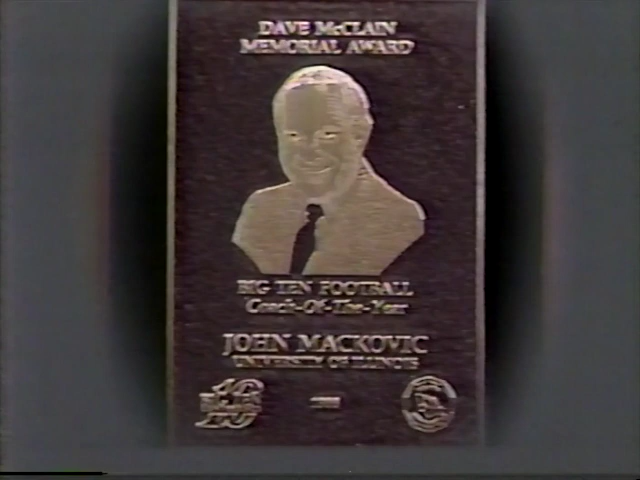 DAVE McCLAIN
MEMORIAL AWARD
BIG TEN FOOTBALL
Coach-Of-The-Year
JOHN MACKOVIC
UNIVERSITY OF ILLINOIS